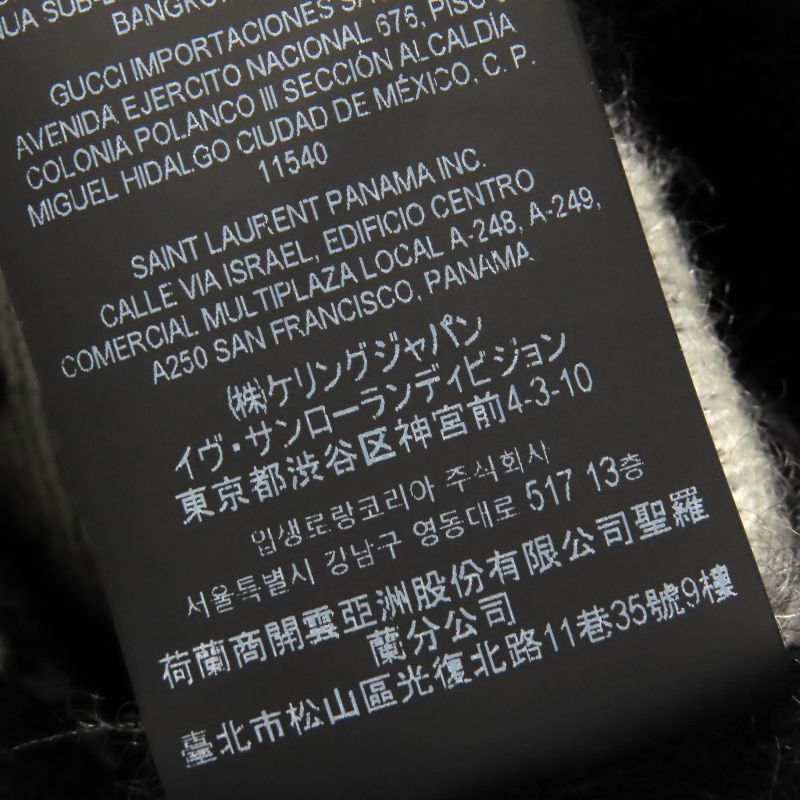 NUA SUB-
BANGKO
GUCCI IMPORTACIONES SA
AVENIDA EJERCITO NACIONAL 676, PISO
COLONIA POLANCO III SECCIÓN ALCALDÍA
MIGUEL HIDALGO CIUDAD DE MÉXICO, C. P.
11540
SAINT LAURENT PANAMA INC.
CALLE VIA ISRAEL, EDIFICIO CENTRO
COMERCIAL MULTIPLAZA LOCAL A-248, A-249,
A250 SAN FRANCISCO, PANAMA
(株)ケリングジャパン
イヴ・サンローランディビジョン
東京都渋谷区神宮前4-3-10
입생로랑코리아 주식회사
서울특별시 강남구 영동대로 517 13층
荷蘭商開雲亞洲股份有限公司聖羅
蘭分公司
臺北市松山區光復北路11巷35號9樓